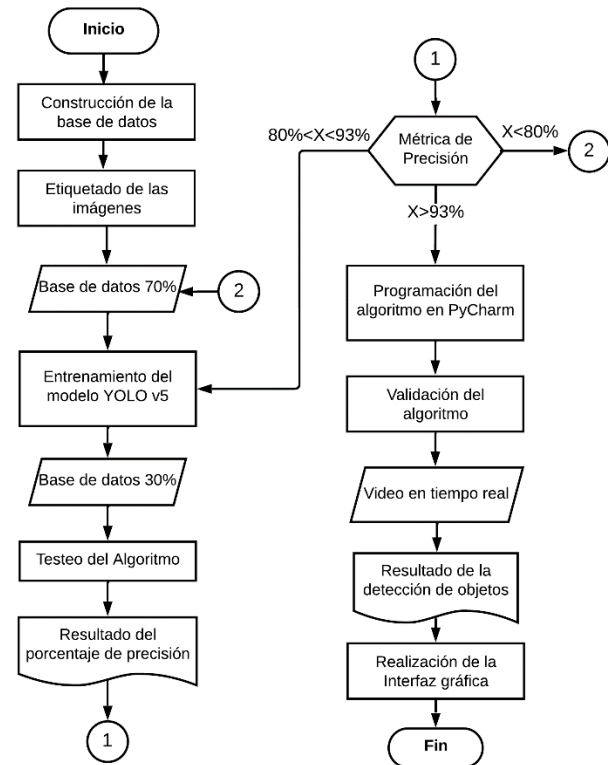 Inicio
Construcción de la
base de datos
Etiquetado de las
imágenes
Base de datos 70%
2
Entrenamiento del
modelo YOLO v5
Base de datos 30%
Testeo del Algoritmo
Resultado del
porcentaje de precisión
1
1
80%<X<93%
Métrica de
Precisión
X<80%
2
X>93%
Programación del
algoritmo en PyCharm
Validación del
algoritmo
Video en tiempo real
Resultado de la
detección de objetos
Realización de la
Interfaz gráfica
Fin